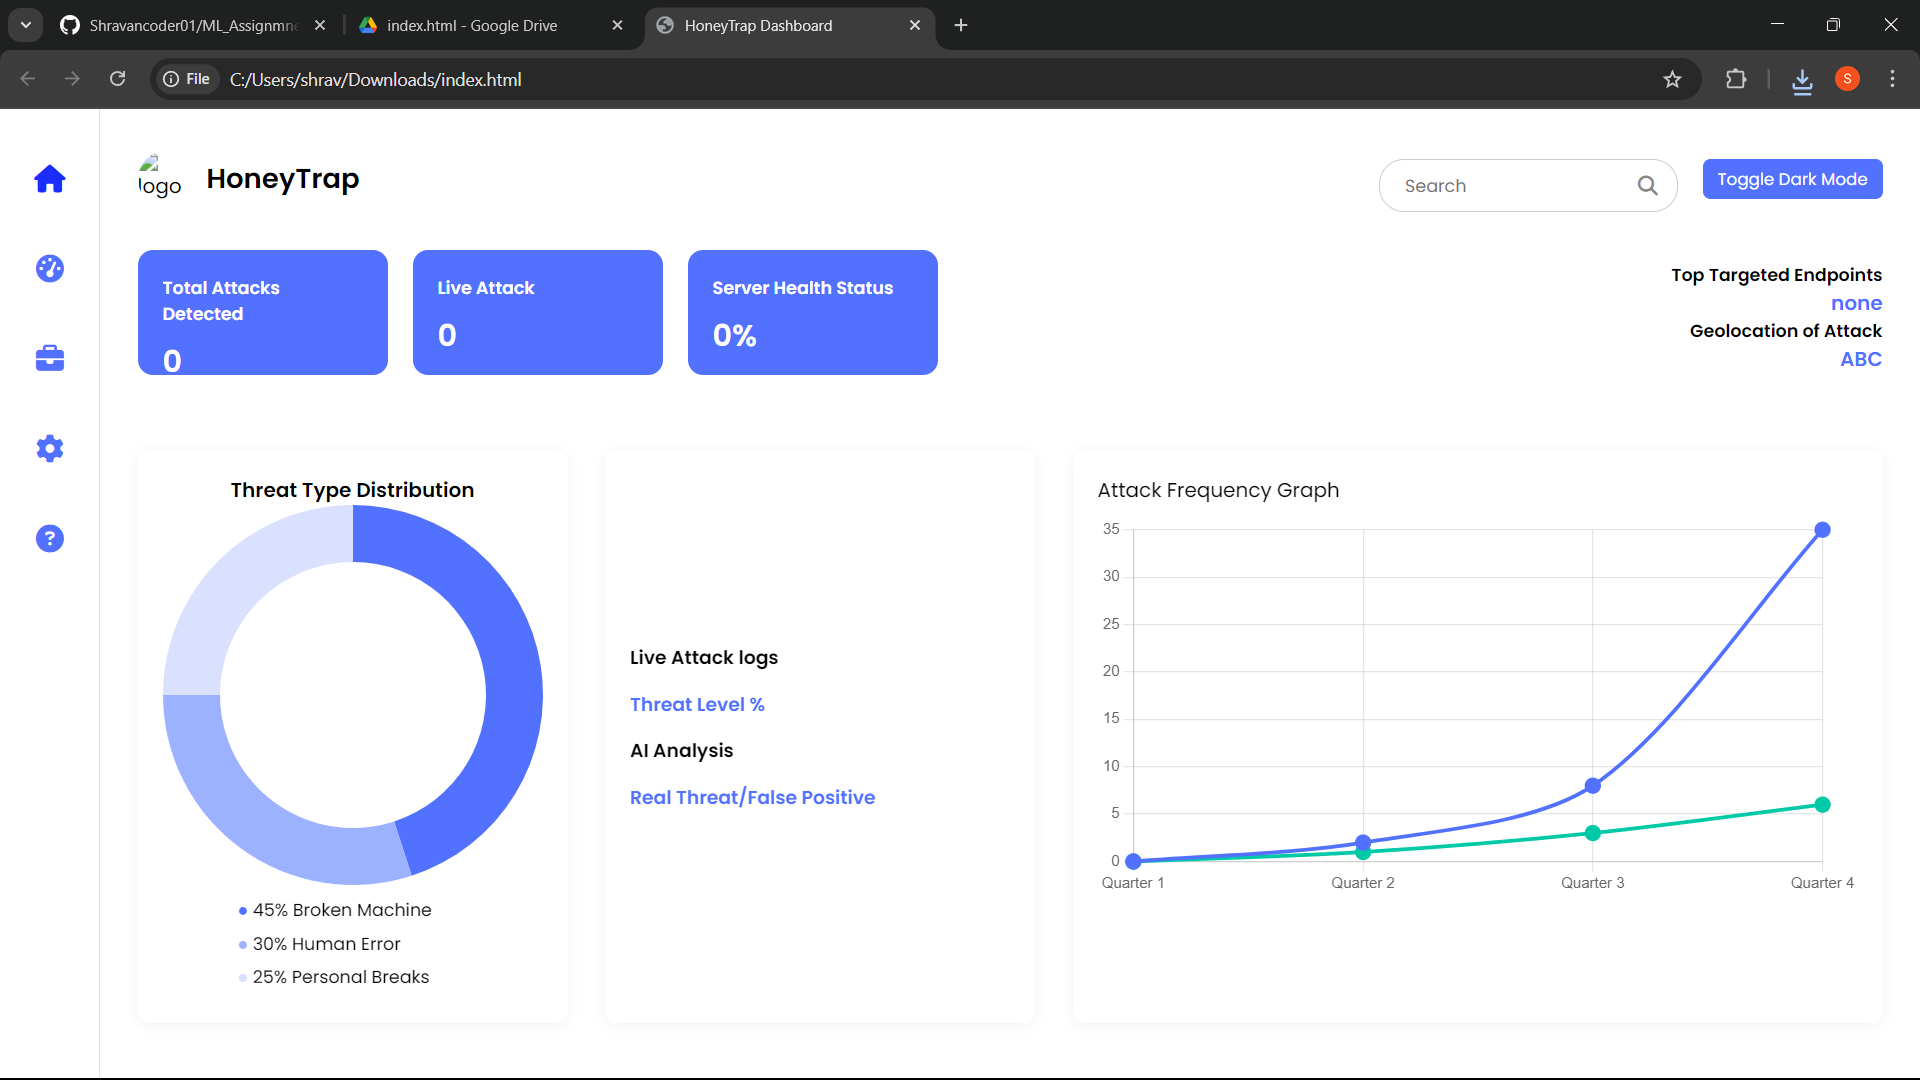 Shravancoder01/ML_Assignmne
index.html - Google Drive
HoneyTrap Dashboard
File
C:/Users/shrav/Downloads/index.html
S
logo
HoneyTrap
Search
Toggle Dark Mode
Total Attacks
Detected
0
Live Attack
0
Server Health Status
0%
Top Targeted Endpoints
none
Geolocation of Attack
ABC
?
Threat Type Distribution
45% Broken Machine
30% Human Error
25% Personal Breaks
Live Attack logs
Threat Level %
AI Analysis
Real Threat/False Positive
Attack Frequency Graph
35
30
25
20
15
10
5
0
Quarter 1 Quarter 2 Quarter 3 Quarter 4